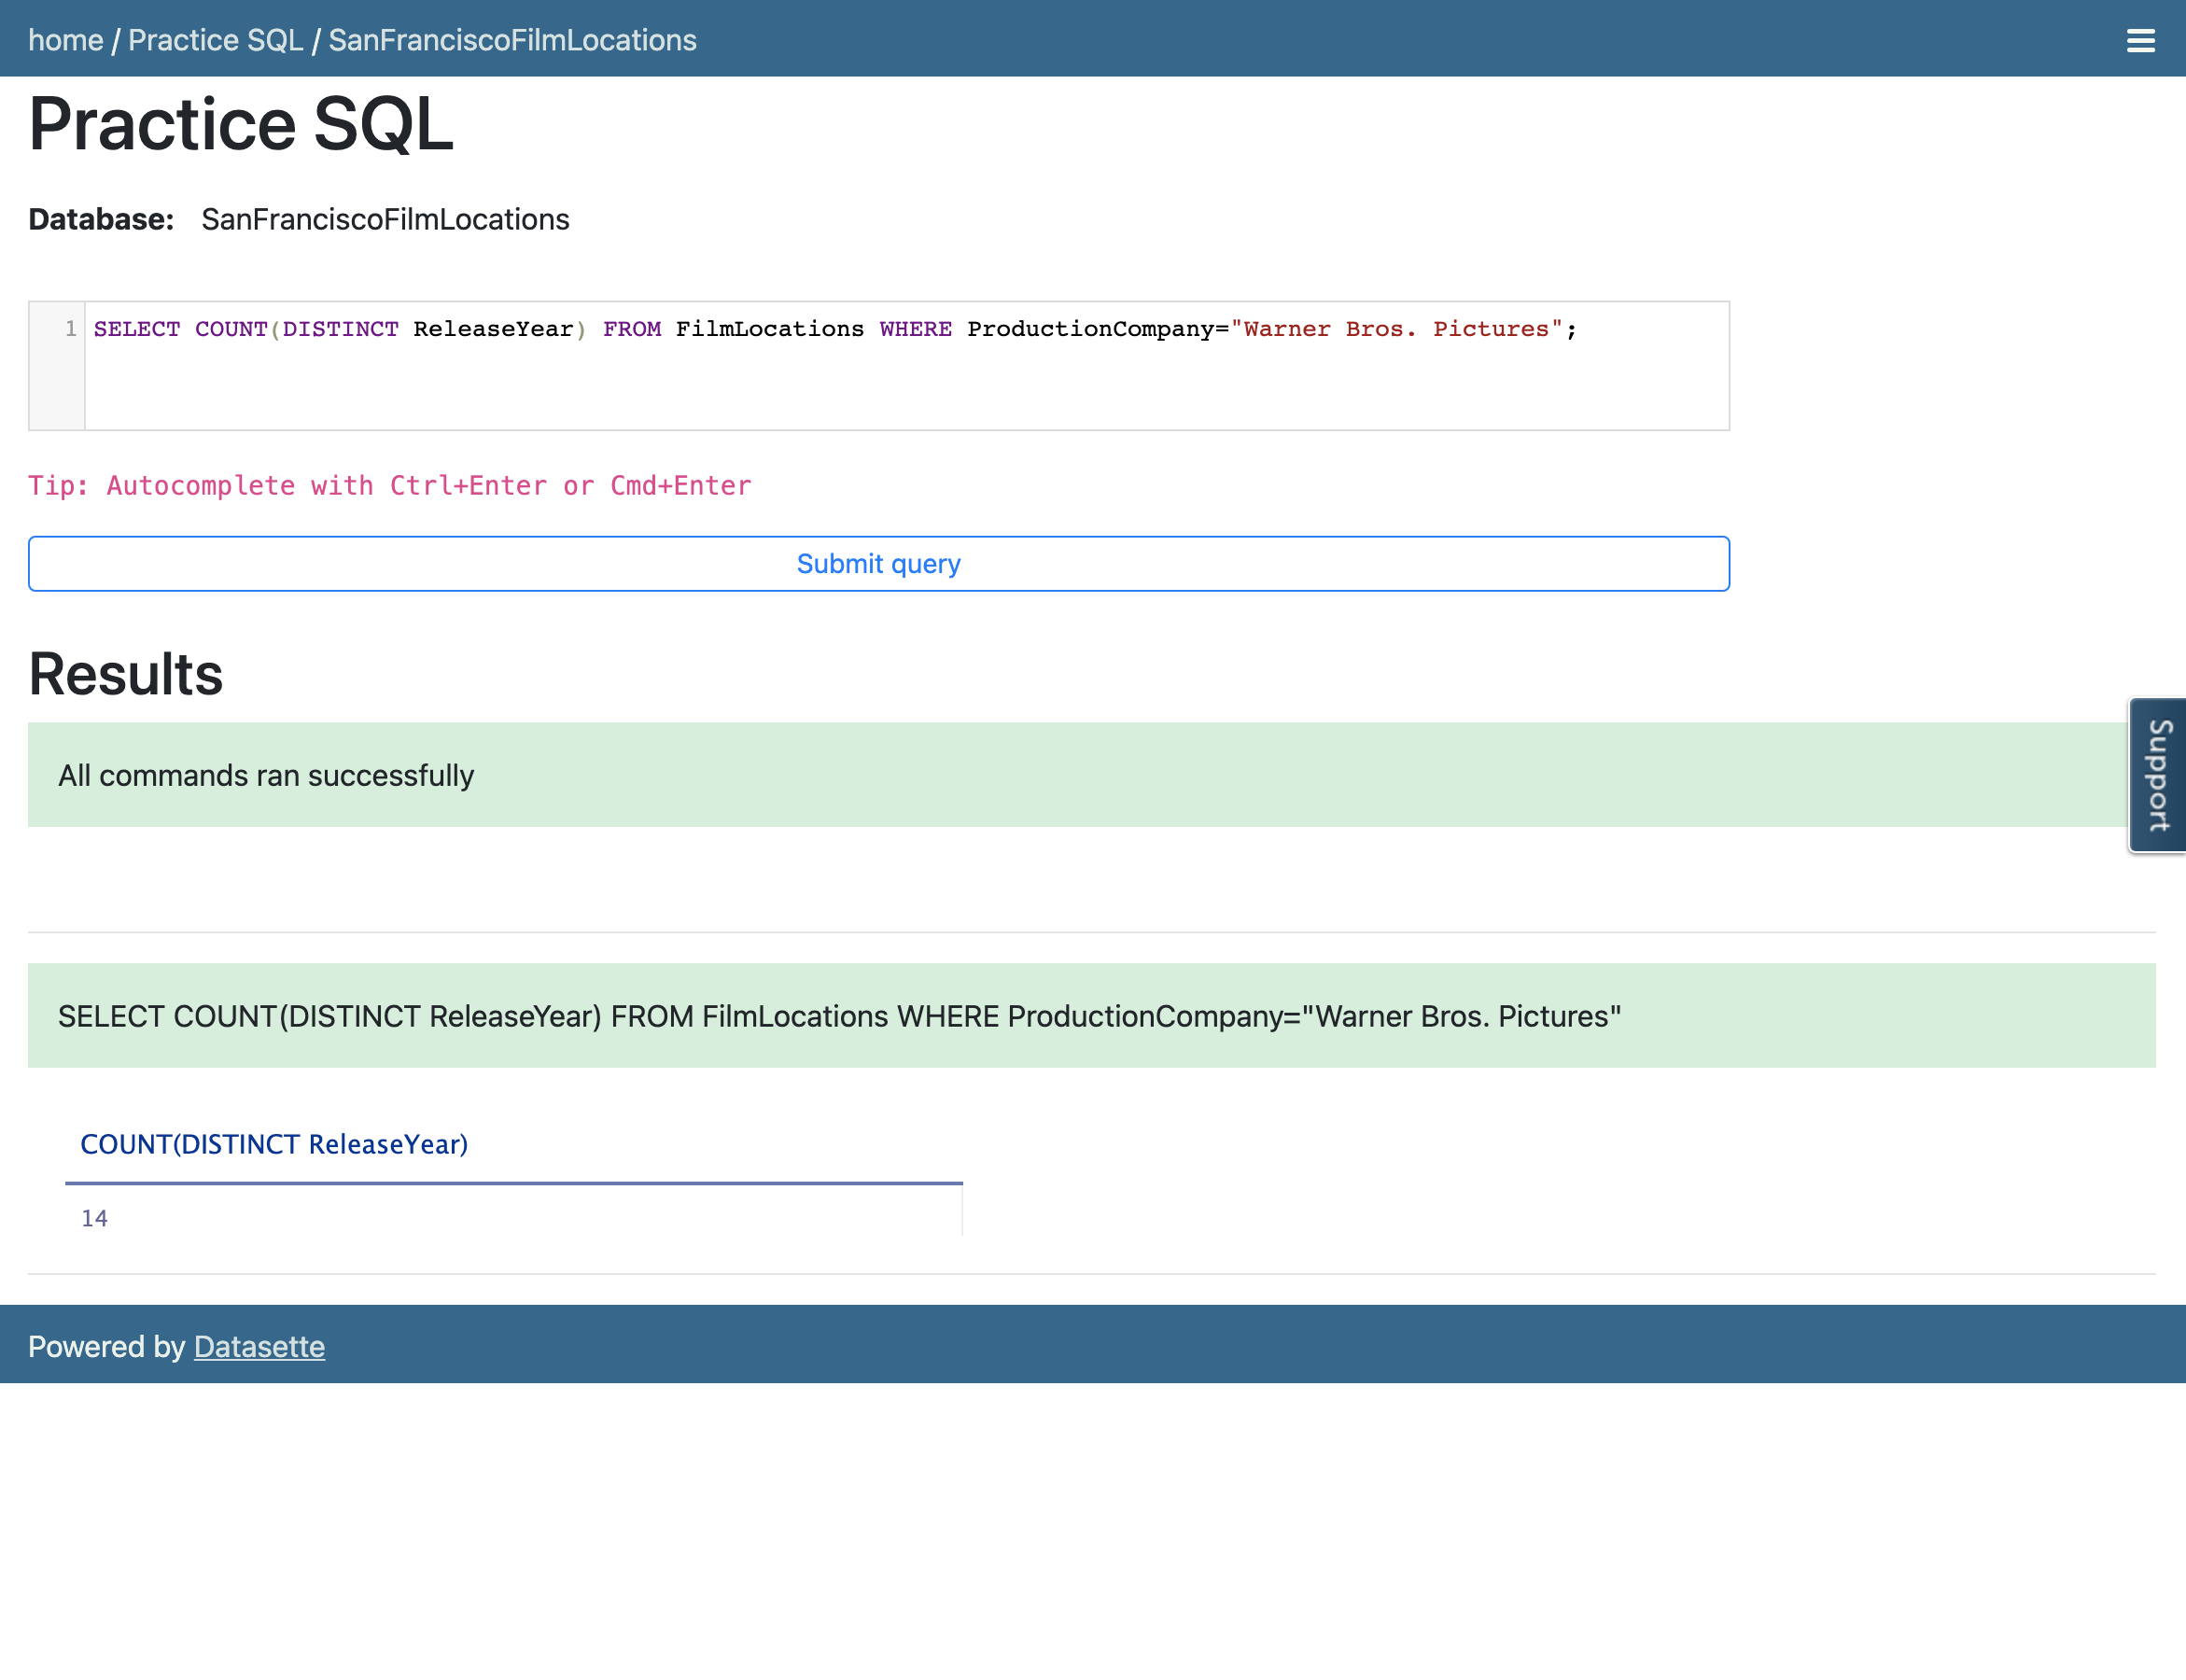 home / Practice SQL / SanFranciscoFilmLocations
Practice SQL
Database: SanFranciscoFilmLocations
1 SELECT COUNT(DISTINCT ReleaseYear) FROM FilmLocations WHERE ProductionCompany="Warner Bros. Pictures";
Tip: Autocomplete with Ctrl+Enter or Cmd+Enter
Submit query
Results
Support
All commands ran successfully
SELECT COUNT(DISTINCT ReleaseYear) FROM FilmLocations WHERE ProductionCompany="Warner Bros. Pictures"
COUNT(DISTINCT ReleaseYear)
14
Powered by Datasette